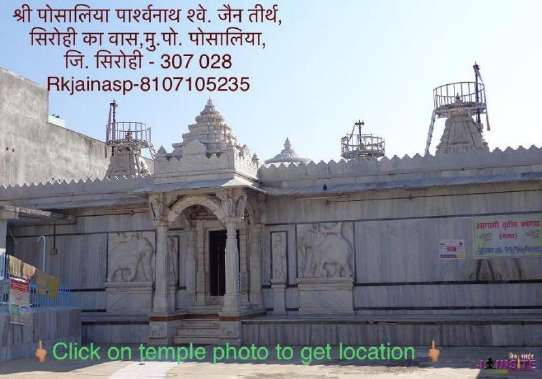 श्री पोसालिया पार्श्वनाथ श्वे. जैन तीर्थ,
सिरोही का वास,मु.पो. पोसालिया,
जि. सिरोही - 307 028
Rkjainasp-8107105235
Click on temple photo to get location